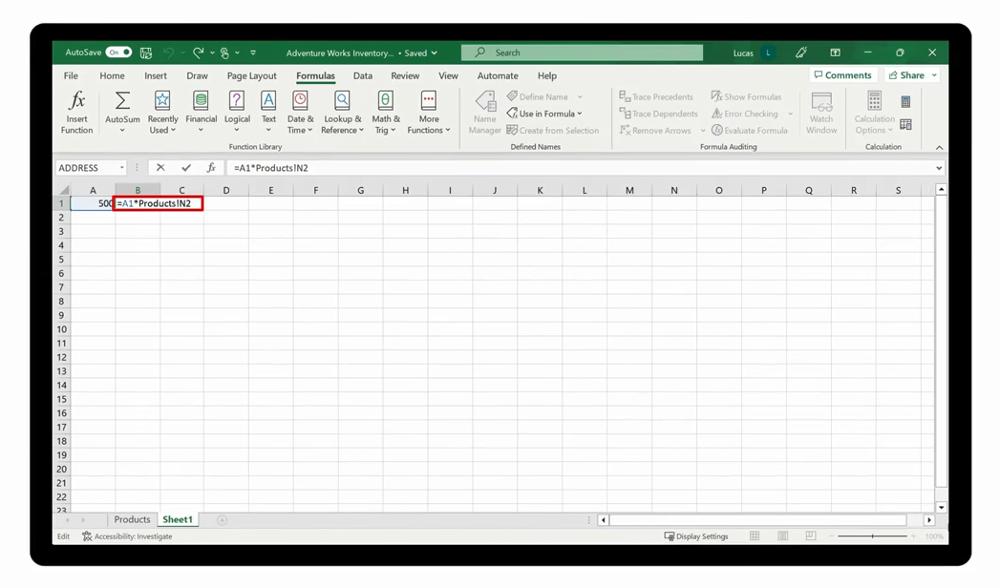 AutoSave On Adventure Works Inventory... • Saved Search Lucas L
File Home Insert Draw Page Layout Formulas Data Review View Automate Help Comments Share
fx Σ ? A θ
Insert Function
AutoSum
Recently Used
Financial
Logical
Text
Date & Time
Lookup & Reference
Math & Trig
More Functions
Function Library
Name Manager
Define Name
Use in Formula
Create from Selection
Defined Names
Trace Precedents
Trace Dependents
Remove Arrows
Show Formulas
Error Checking
Evaluate Formula
Formula Auditing
Watch Window
Calculation Options
Calculation
ADDRESS fx =A1*Products!N2
A B C D E F G H I J K L M N O P Q R S
1 500 =A1*Products!N2
2
3
4
5
6
7
8
9
10
11
12
13
14
15
16
17
18
19
20
21
22
23
Products Sheet1
Edit Accessibility: Investigate Display Settings 100%